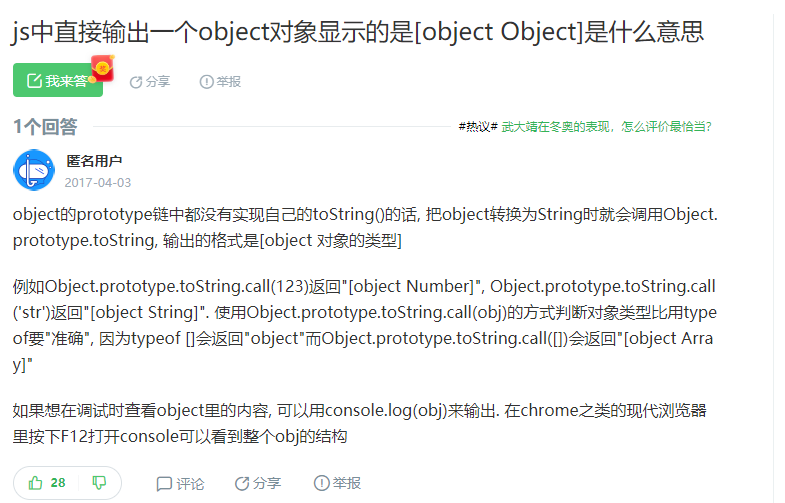 js中直接输出一个object对象显示的是[object Object]是什么意思
我来答
奖
分享
举报
1个回答
#热议# 武大靖在冬奥的表现，怎么评价最恰当？
匿名用户
2017-04-03
object的prototype链中都没有实现自己的toString()的话, 把object转换为String时就会调用Object.
prototype.toString, 输出的格式是[object 对象的类型]
例如Object.prototype.toString.call(123)返回"[object Number]", Object.prototype.toString.call
('str')返回"[object String]". 使用Object.prototype.toString.call(obj)的方式判断对象类型比用type
of要"准确", 因为typeof []会返回"object"而Object.prototype.toString.call([])会返回"[object Arra
y]"
如果想在调试时查看object里的内容, 可以用console.log(obj)来输出. 在chrome之类的现代浏览器
里按下F12打开console可以看到整个obj的结构
28
评论
分享
举报